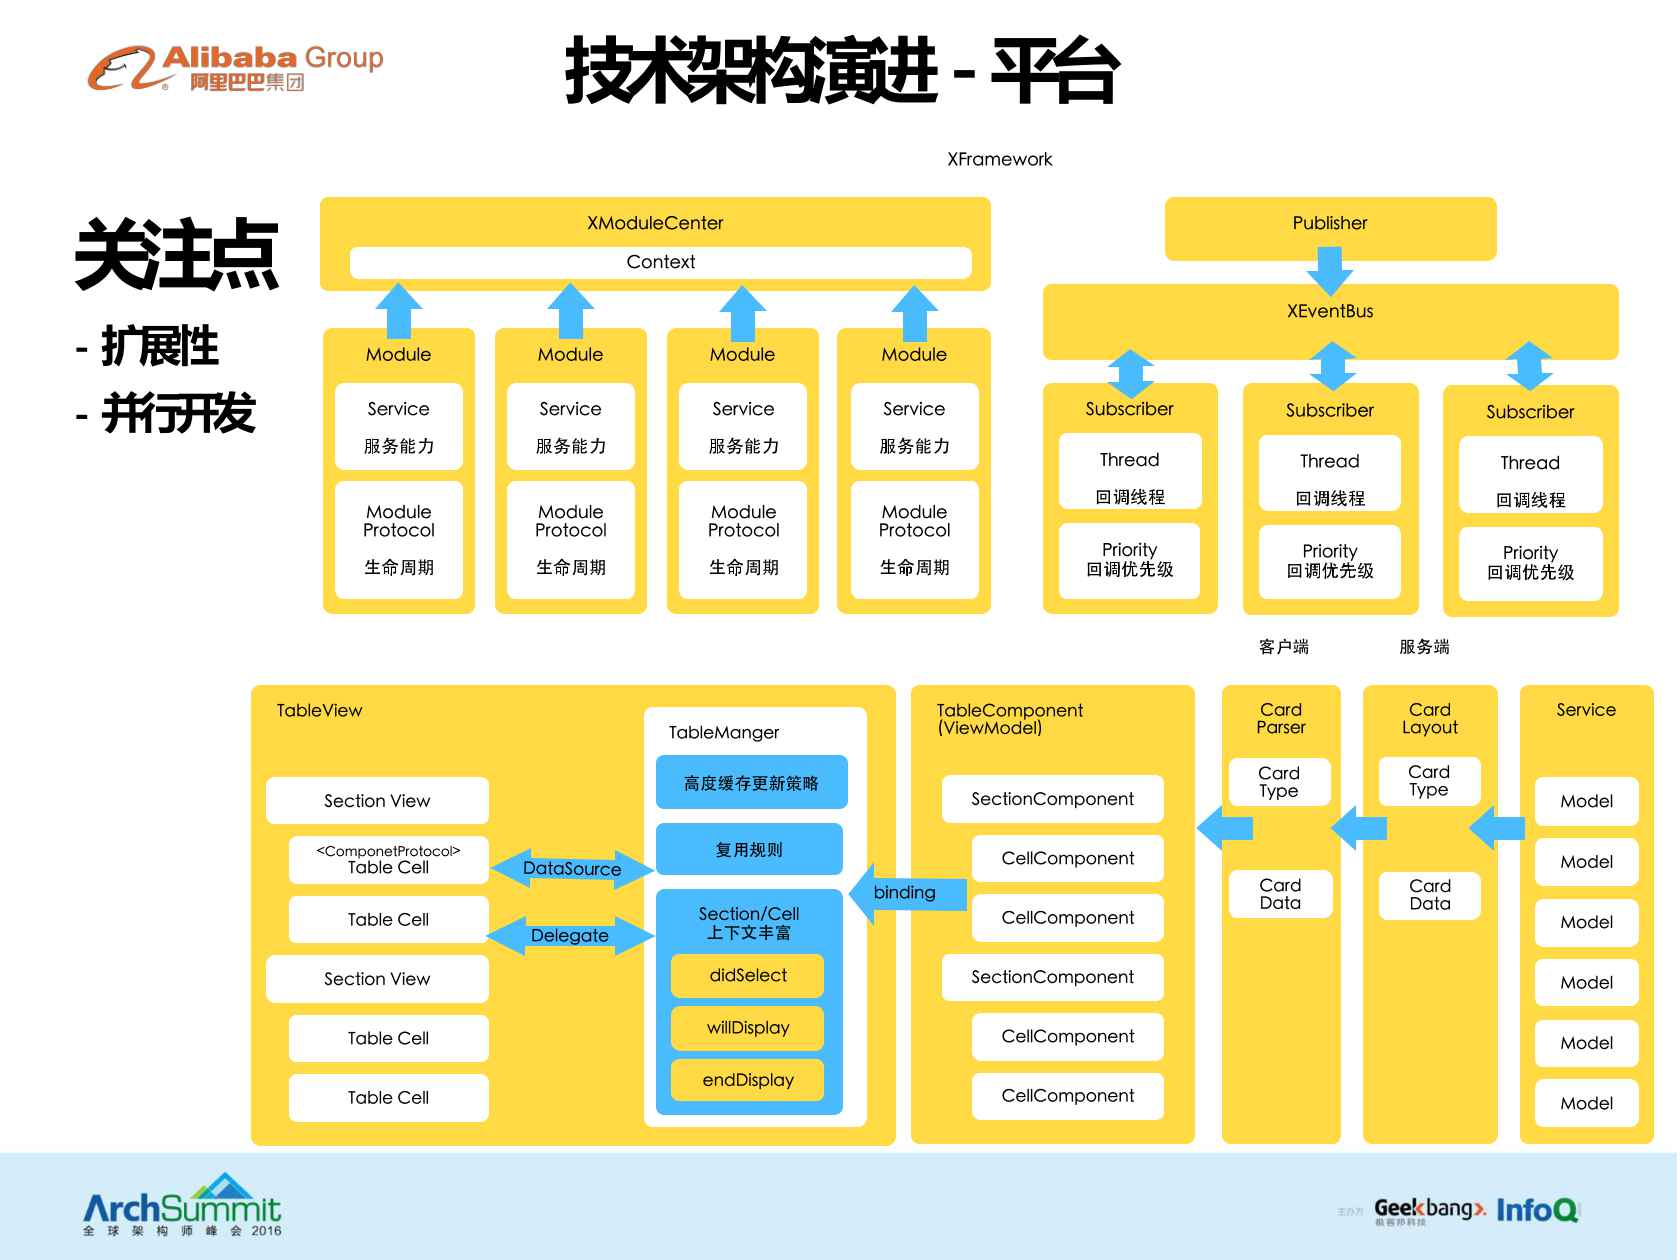 Alibaba Group
阿里巴巴集团
技术架构演进 - 平台
XFramework
关注点
- 扩展性
- 并行开发
XModuleCenter
Context
Module
Service
服务能力
Module
Protocol
生命周期
Module
Service
服务能力
Module
Protocol
生命周期
Module
Service
服务能力
Module
Protocol
生命周期
Module
Service
服务能力
Module
Protocol
生命周期
Publisher
XEventBus
Subscriber
Thread
回调线程
Priority
回调优先级
Subscriber
Thread
回调线程
Priority
回调优先级
Subscriber
Thread
回调线程
Priority
回调优先级
客户端
服务端
TableView
Section View
<ComponetProtocol>
Table Cell
Table Cell
Section View
Table Cell
Table Cell
DataSource
Delegate
TableManger
高度缓存更新策略
复用规则
Section/Cell
上下文丰富
didSelect
willDisplay
endDisplay
binding
TableComponent
(ViewModel)
SectionComponent
CellComponent
CellComponent
SectionComponent
CellComponent
CellComponent
Card
Parser
Card
Type
Card
Data
Card
Layout
Card
Type
Card
Data
Service
Model
Model
Model
Model
Model
Model
ArchSummit
全球架构师峰会 2016
主办方
Geekbang>.
极客邦科技
InfoQ